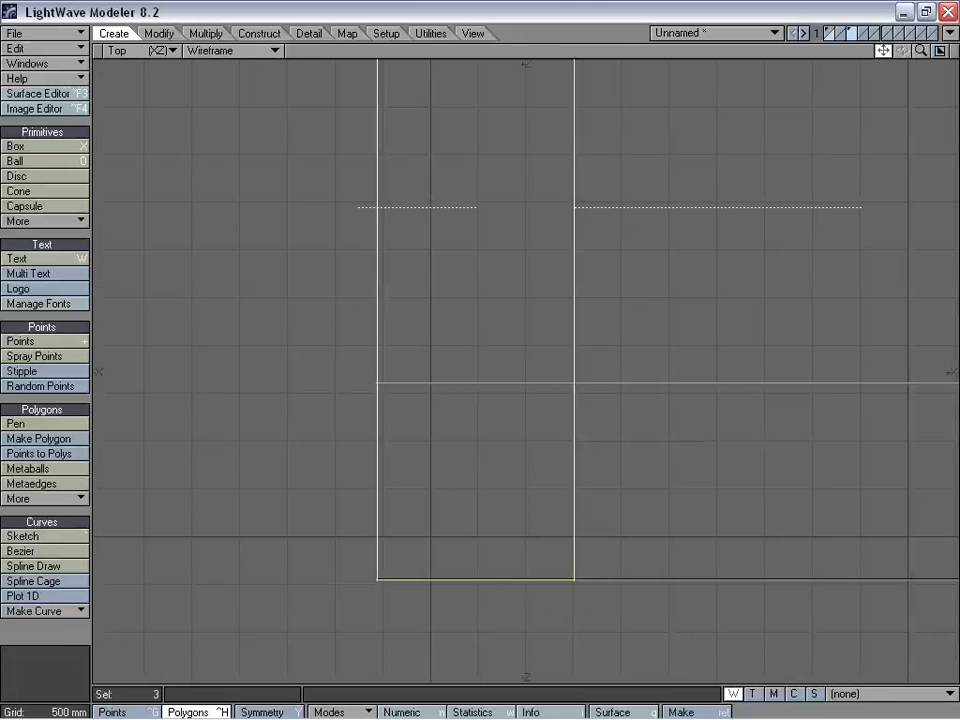 LightWave Modeler 8.2
File
Create Modify Multiply Construct Detail Map Setup Utilities View
Unnamed * 1
Edit
Top (XZ) Wireframe
Windows
Help
Surface Editor ^F3
Image Editor ^F4
Primitives
Box X
Ball O
Disc
Cone
Capsule
More
Text
Text W
Multi Text
Logo
Manage Fonts
Points
Points +
Spray Points
Stipple
Random Points
Polygons
Pen
Make Polygon
Points to Polys
Metaballs
Metaedges
More
Curves
Sketch
Bezier
Spline Draw
Spline Cage
Plot 1D
Make Curve
Sel: 3
W T M C S (none)
Grid: 500 mm Points ^G Polygons ^H Symmetry Y Modes Numeric n Statistics w Info i Surface q Make ret